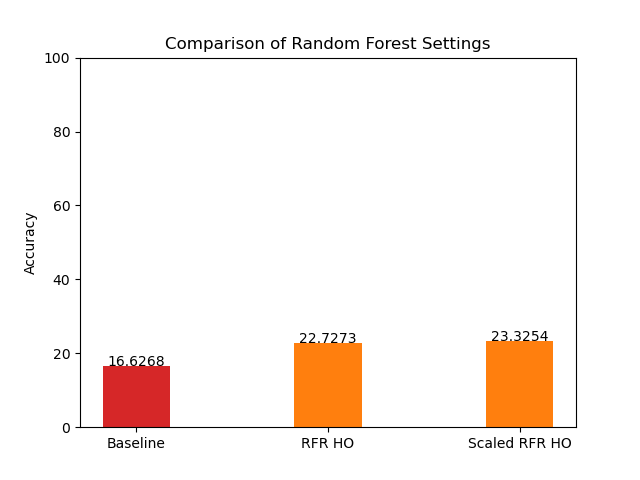 Comparison of Random Forest Settings
100
80
60
40
20
0
Accuracy
16.6268
22.7273
23.3254
Baseline
RFR HO
Scaled RFR HO